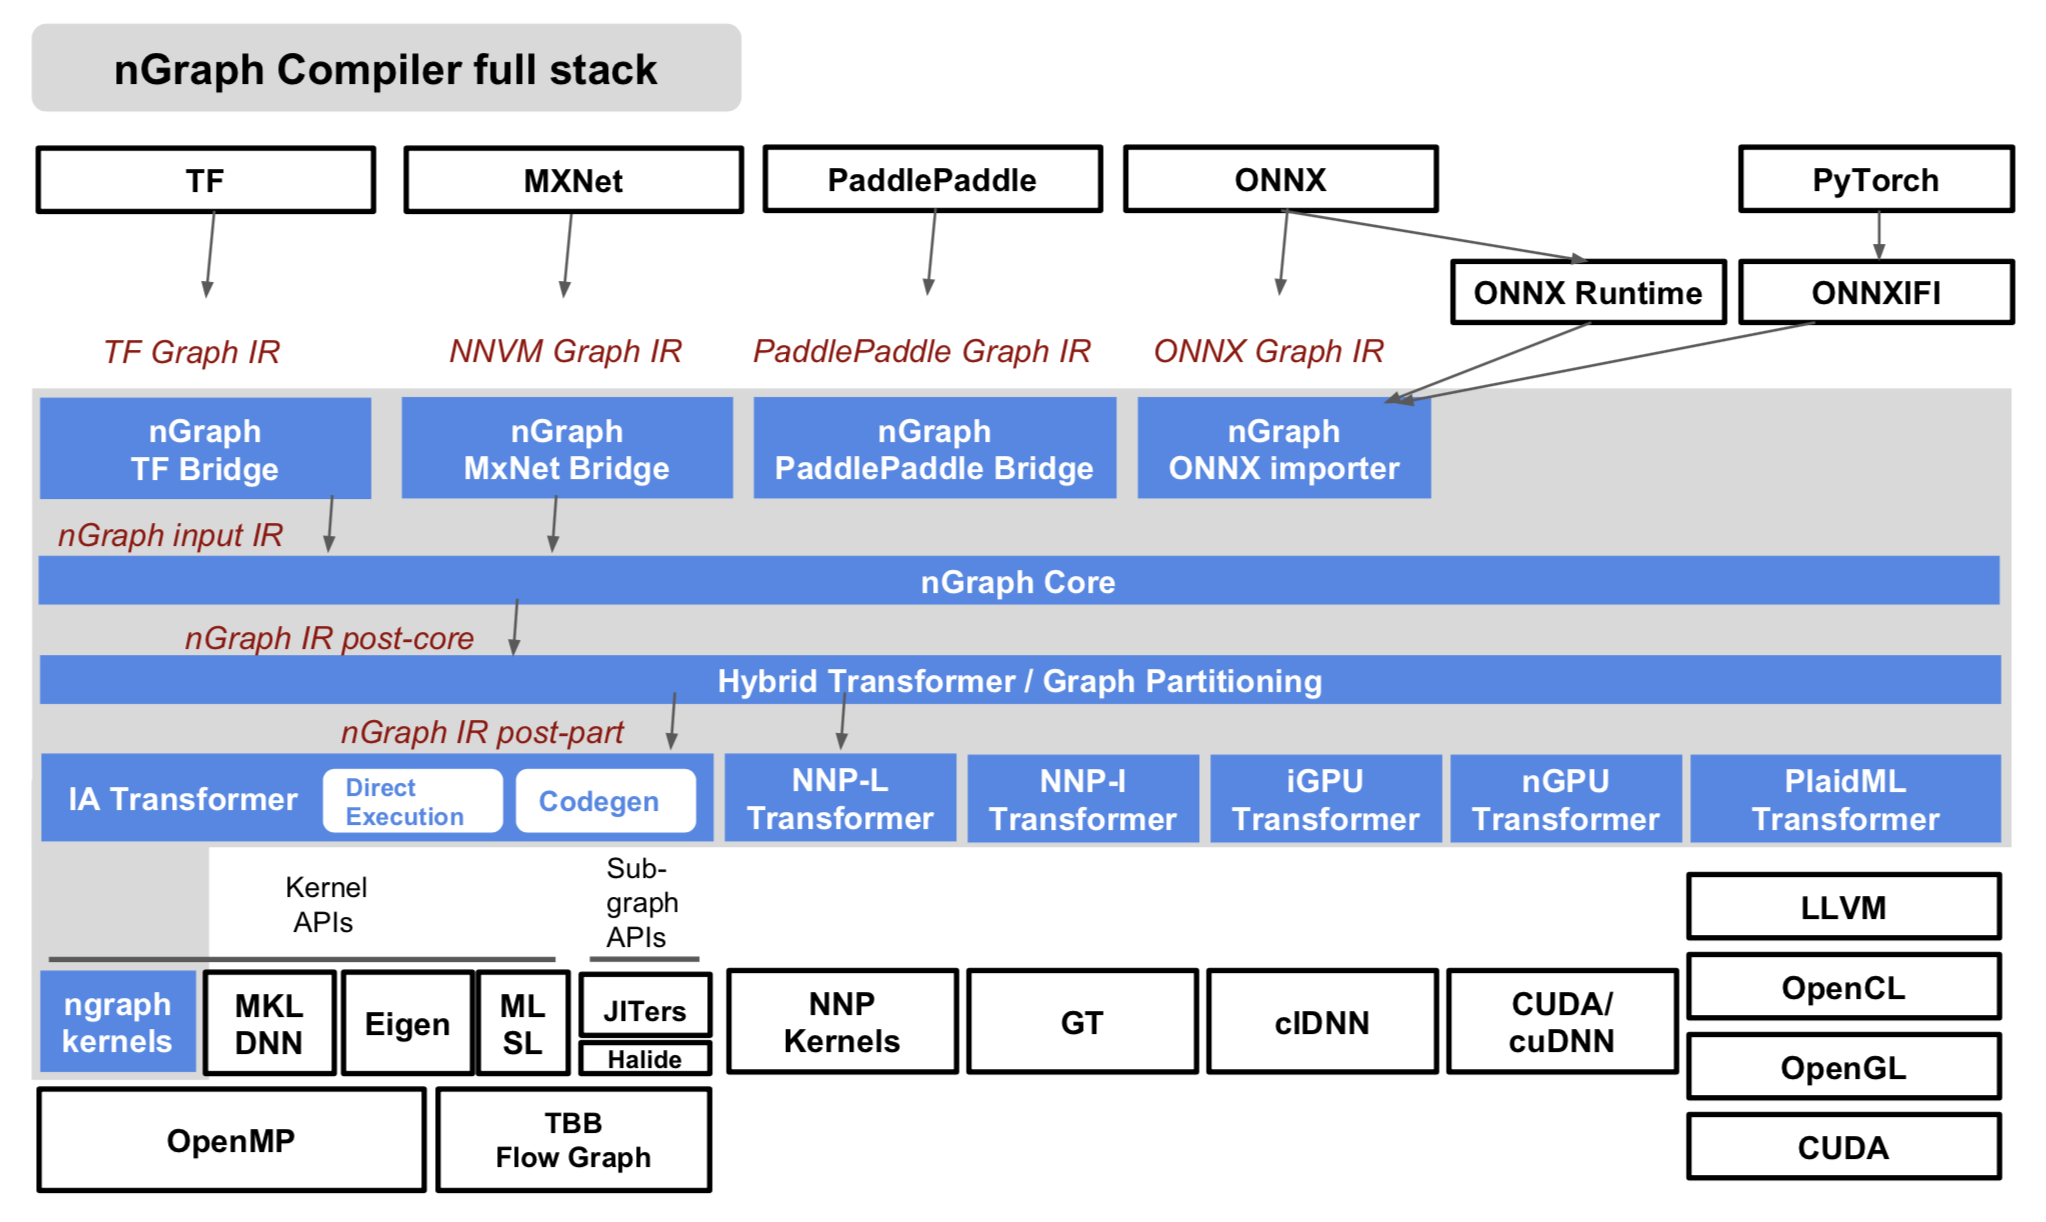 nGraph Compiler full stack
TF
MXNet
PaddlePaddle
ONNX
PyTorch
ONNX Runtime
ONNXIFI
TF Graph IR
NNVM Graph IR
PaddlePaddle Graph IR
ONNX Graph IR
nGraph
TF Bridge
nGraph
MxNet Bridge
nGraph
PaddlePaddle Bridge
nGraph
ONNX importer
nGraph input IR
nGraph Core
nGraph IR post-core
Hybrid Transformer / Graph Partitioning
nGraph IR post-part
IA Transformer
Direct
Execution
Codegen
NNP-L
Transformer
NNP-I
Transformer
iGPU
Transformer
nGPU
Transformer
PlaidML
Transformer
Kernel
APIs
Sub-
graph
APIs
ngraph
kernels
MKL
DNN
Eigen
ML
SL
JITers
Halide
NNP
Kernels
GT
clDNN
CUDA/
cuDNN
LLVM
OpenCL
OpenGL
CUDA
OpenMP
TBB
Flow Graph